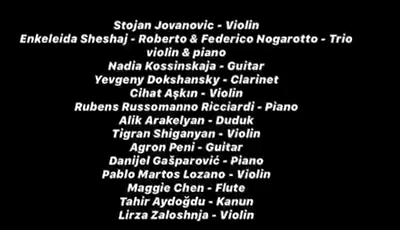 Stojan Jovanovic - Violin
Enkeleida Sheshaj - Roberto & Federico Nogarotto - Trio
violin & piano
Nadia Kossinskaja - Guitar
Yevgeny Dokshansky - Clarinet
Cihat Aşkın - Violin
Rubens Russomanno Ricciardi - Piano
Alik Arakelyan - Duduk
Tigran Shiganyan - Violin
Agron Peni - Guitar
Danijel Gašparović - Piano
Pablo Martos Lozano - Violin
Maggie Chen - Flute
Tahir Aydoğdu - Kanun
Lirza Zaloshnja - Violin